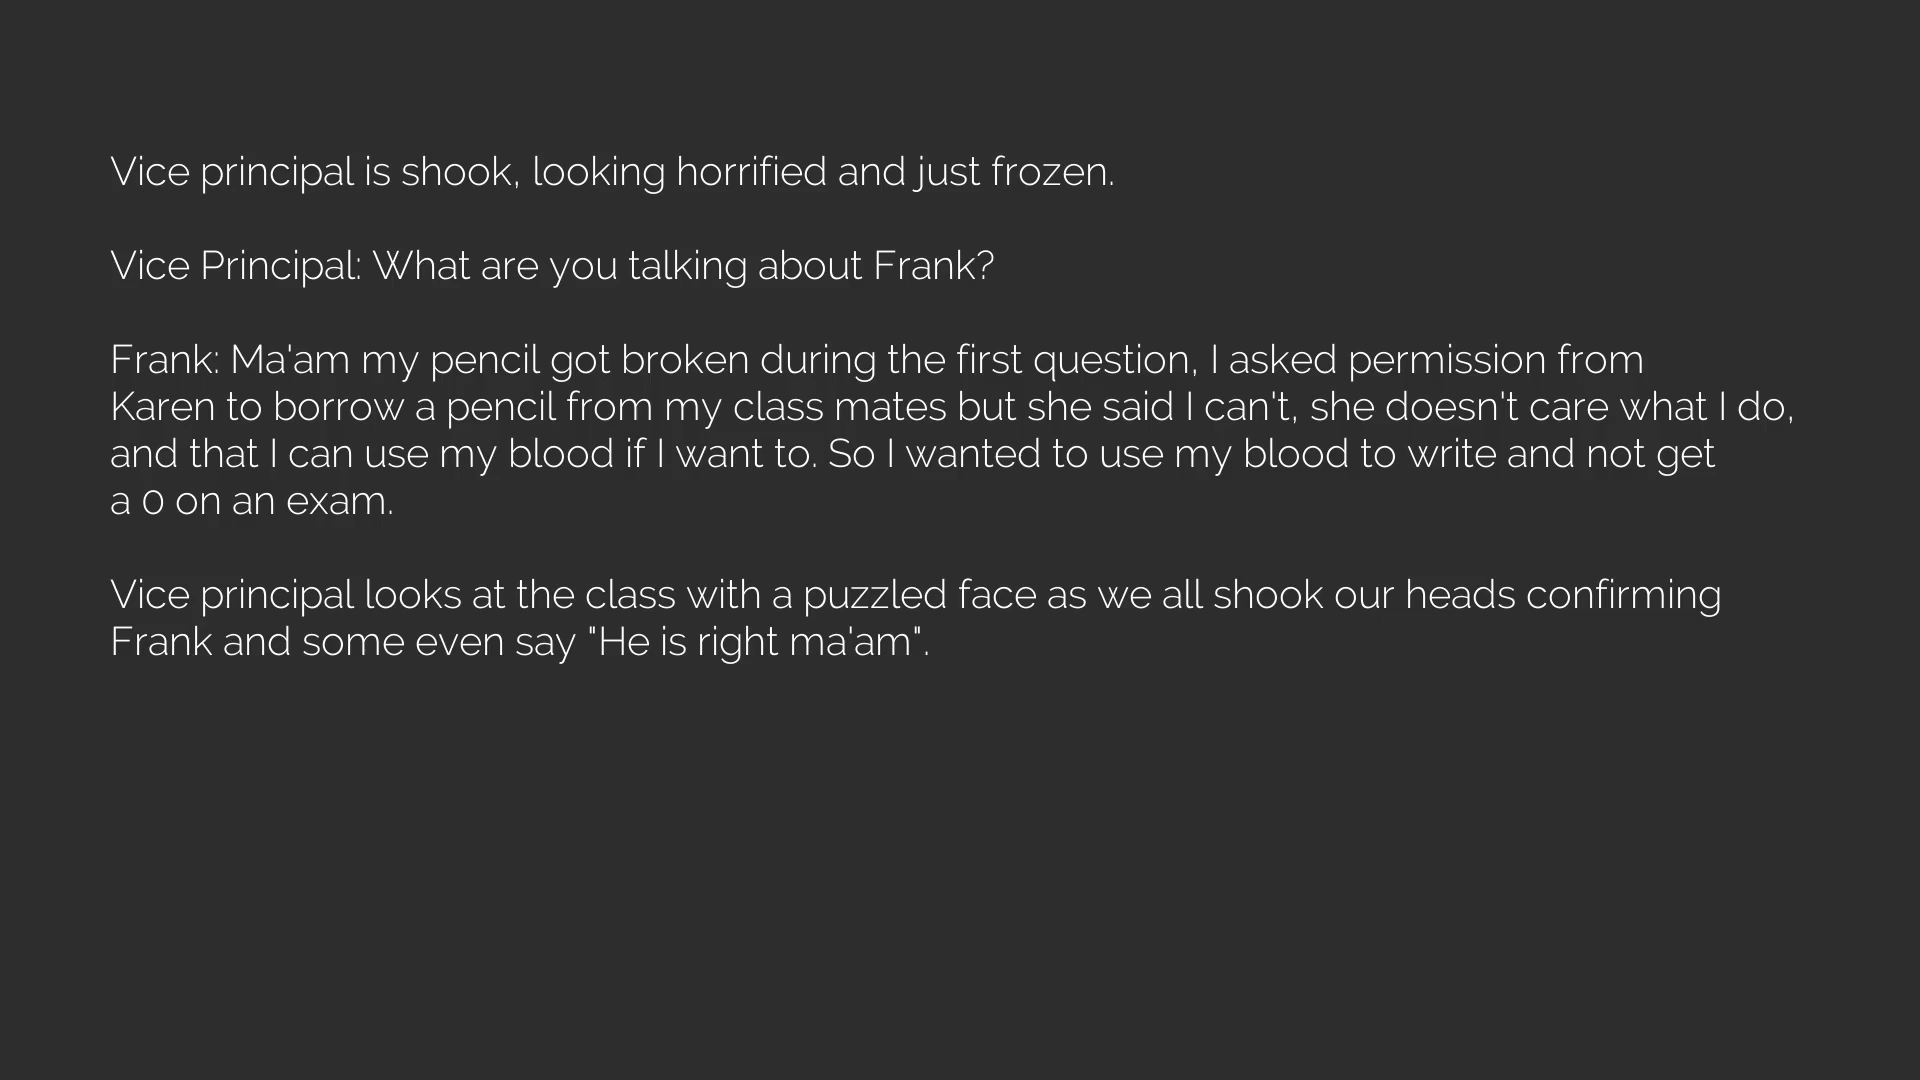 Vice principal is shook, looking horrified and just frozen.
Vice Principal: What are you talking about Frank?
Frank: Ma'am my pencil got broken during the first question, I asked permission from
Karen to borrow a pencil from my class mates but she said I can't, she doesn't care what I do,
and that I can use my blood if I want to. So I wanted to use my blood to write and not get
a 0 on an exam.
Vice principal looks at the class with a puzzled face as we all shook our heads confirming
Frank and some even say "He is right ma'am".